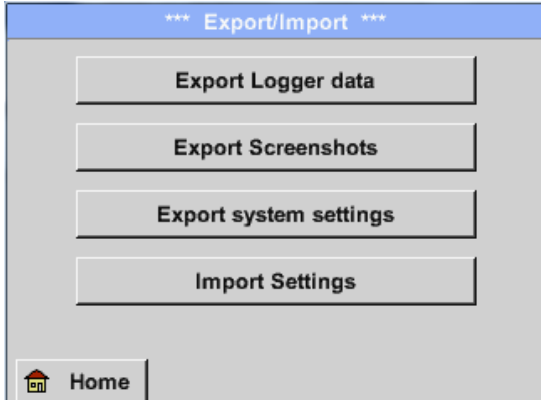 *** Export/Import ***
Export Logger data
Export Screenshots
Export system settings
Import Settings
Home